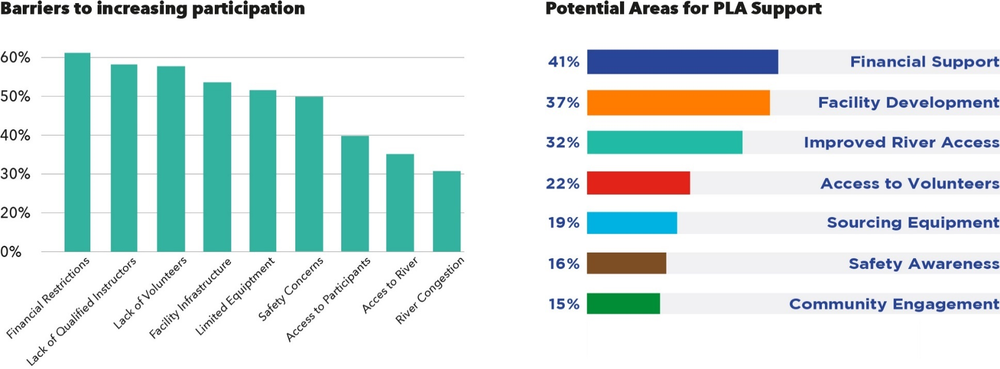 Barriers to increasing participation
60%
50%
40%
30%
20%
0%
Financial Restrictions
Lack of Qualified Instructors
Lack of Volunteers
Facility Infrastructure
Limited Equiptment
Safety Concerns
Access to Participants
Acces to River
River Congestion
Potential Areas for PLA Support
41% Financial Support
37% Facility Development
32% Improved River Access
22% Access to Volunteers
19% Sourcing Equipment
16% Safety Awareness
15% Community Engagement